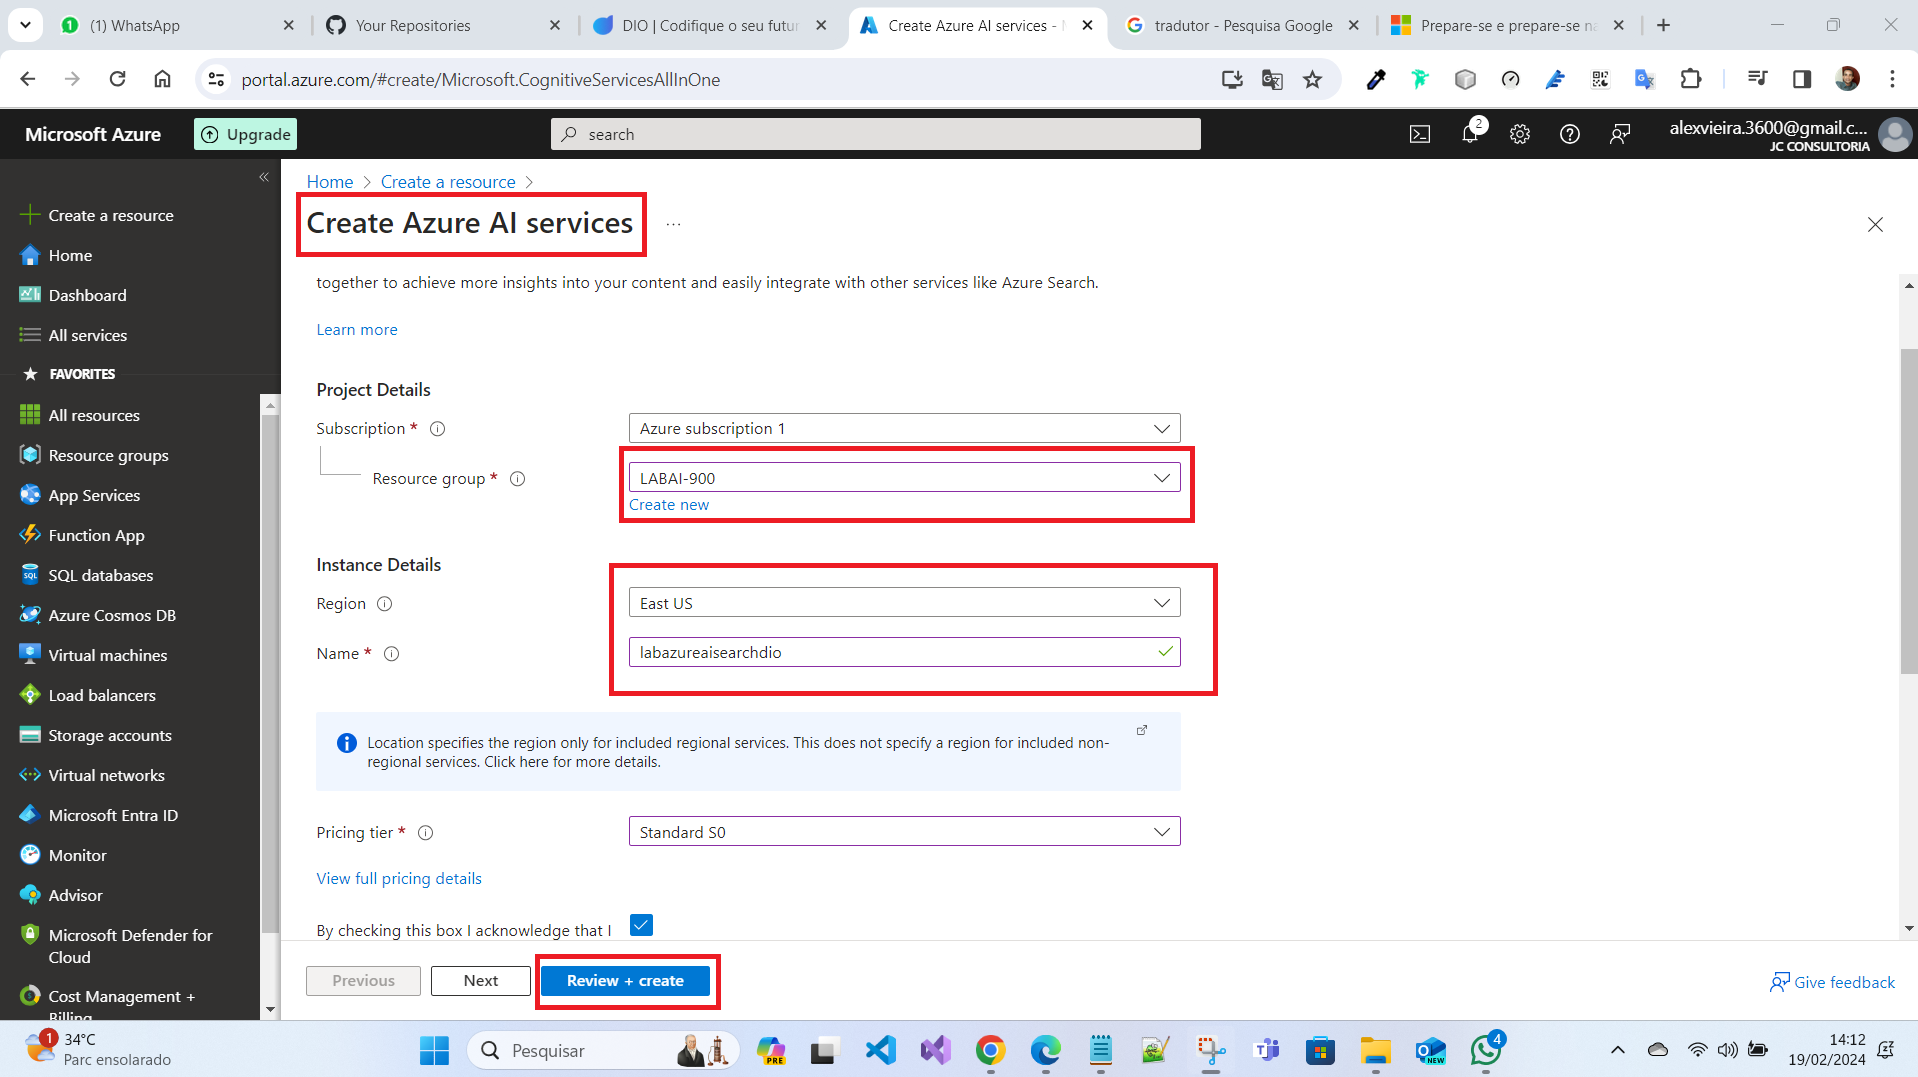 (1) WhatsApp
Your Repositories
DIO | Codifique o seu futur
Create Azure AI services - M
tradutor - Pesquisa Google
Prepare-se e prepare-se na
portal.azure.com/#create/Microsoft.CognitiveServicesAllInOne
Microsoft Azure
Upgrade
search
2
alexvieira.3600@gmail.c...
JC CONSULTORIA
Create a resource
Home
Dashboard
All services
FAVORITES
All resources
Resource groups
App Services
Function App
SQL databases
Azure Cosmos DB
Virtual machines
Load balancers
Storage accounts
Virtual networks
Microsoft Entra ID
Monitor
Advisor
Microsoft Defender for
Cloud
Cost Management +
Billing
Home > Create a resource >
Create Azure AI services ...
together to achieve more insights into your content and easily integrate with other services like Azure Search.
Learn more
Project Details
Subscription *
Azure subscription 1
Resource group *
LABAI-900
Create new
Instance Details
Region
East US
Name *
labazureaisearchdio
Location specifies the region only for included regional services. This does not specify a region for included non-
regional services. Click here for more details.
Pricing tier *
Standard S0
View full pricing details
By checking this box I acknowledge that I
Previous
Next
Review + create
Give feedback
1
34°C
Parc ensolarado
Pesquisar
PRE
NEW
4
14:12
19/02/2024